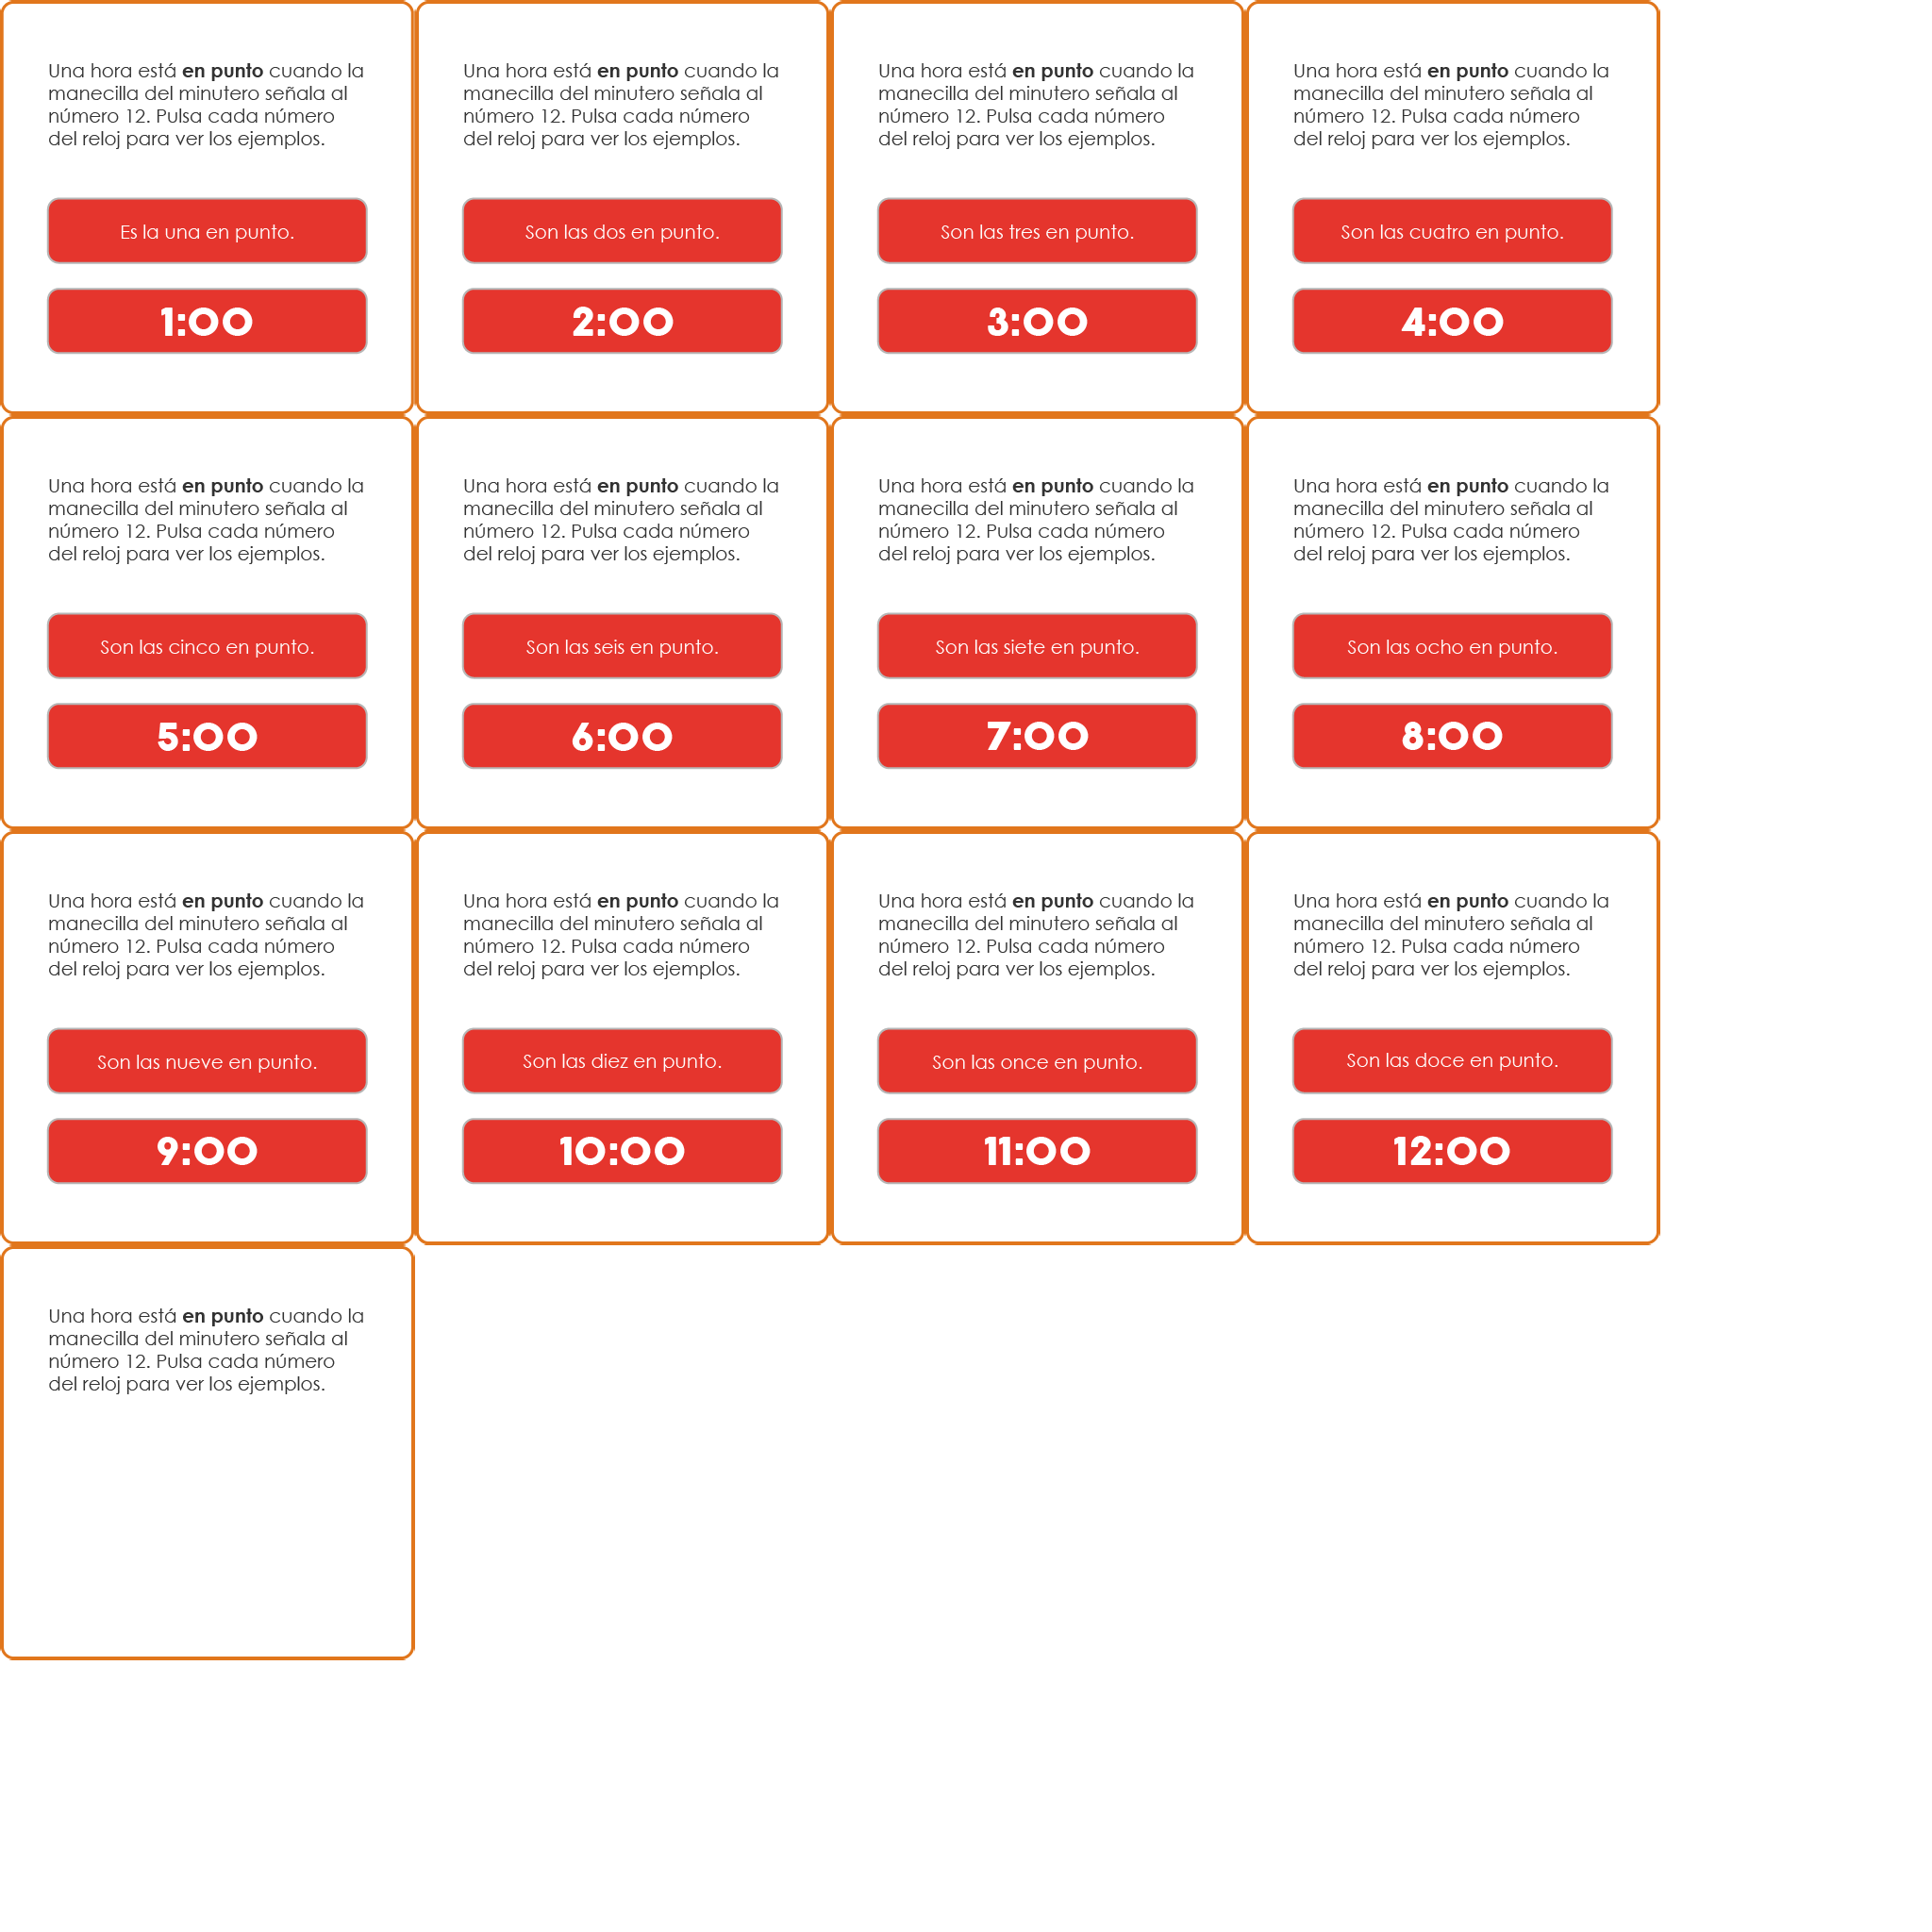 Una hora está en punto cuando la
manecilla del minutero señala al
número 12. Pulsa cada número
del reloj para ver los ejemplos.
Es la una en punto.
1:00
Una hora está en punto cuando la
manecilla del minutero señala al
número 12. Pulsa cada número
del reloj para ver los ejemplos.
Son las dos en punto.
2:00
Una hora está en punto cuando la
manecilla del minutero señala al
número 12. Pulsa cada número
del reloj para ver los ejemplos.
Son las tres en punto.
3:00
Una hora está en punto cuando la
manecilla del minutero señala al
número 12. Pulsa cada número
del reloj para ver los ejemplos.
Son las cuatro en punto.
4:00
Una hora está en punto cuando la
manecilla del minutero señala al
número 12. Pulsa cada número
del reloj para ver los ejemplos.
Son las cinco en punto.
5:00
Una hora está en punto cuando la
manecilla del minutero señala al
número 12. Pulsa cada número
del reloj para ver los ejemplos.
Son las seis en punto.
6:00
Una hora está en punto cuando la
manecilla del minutero señala al
número 12. Pulsa cada número
del reloj para ver los ejemplos.
Son las siete en punto.
7:00
Una hora está en punto cuando la
manecilla del minutero señala al
número 12. Pulsa cada número
del reloj para ver los ejemplos.
Son las ocho en punto.
8:00
Una hora está en punto cuando la
manecilla del minutero señala al
número 12. Pulsa cada número
del reloj para ver los ejemplos.
Son las nueve en punto.
9:00
Una hora está en punto cuando la
manecilla del minutero señala al
número 12. Pulsa cada número
del reloj para ver los ejemplos.
Son las diez en punto.
10:00
Una hora está en punto cuando la
manecilla del minutero señala al
número 12. Pulsa cada número
del reloj para ver los ejemplos.
Son las once en punto.
11:00
Una hora está en punto cuando la
manecilla del minutero señala al
número 12. Pulsa cada número
del reloj para ver los ejemplos.
Son las doce en punto.
12:00
Una hora está en punto cuando la
manecilla del minutero señala al
número 12. Pulsa cada número
del reloj para ver los ejemplos.